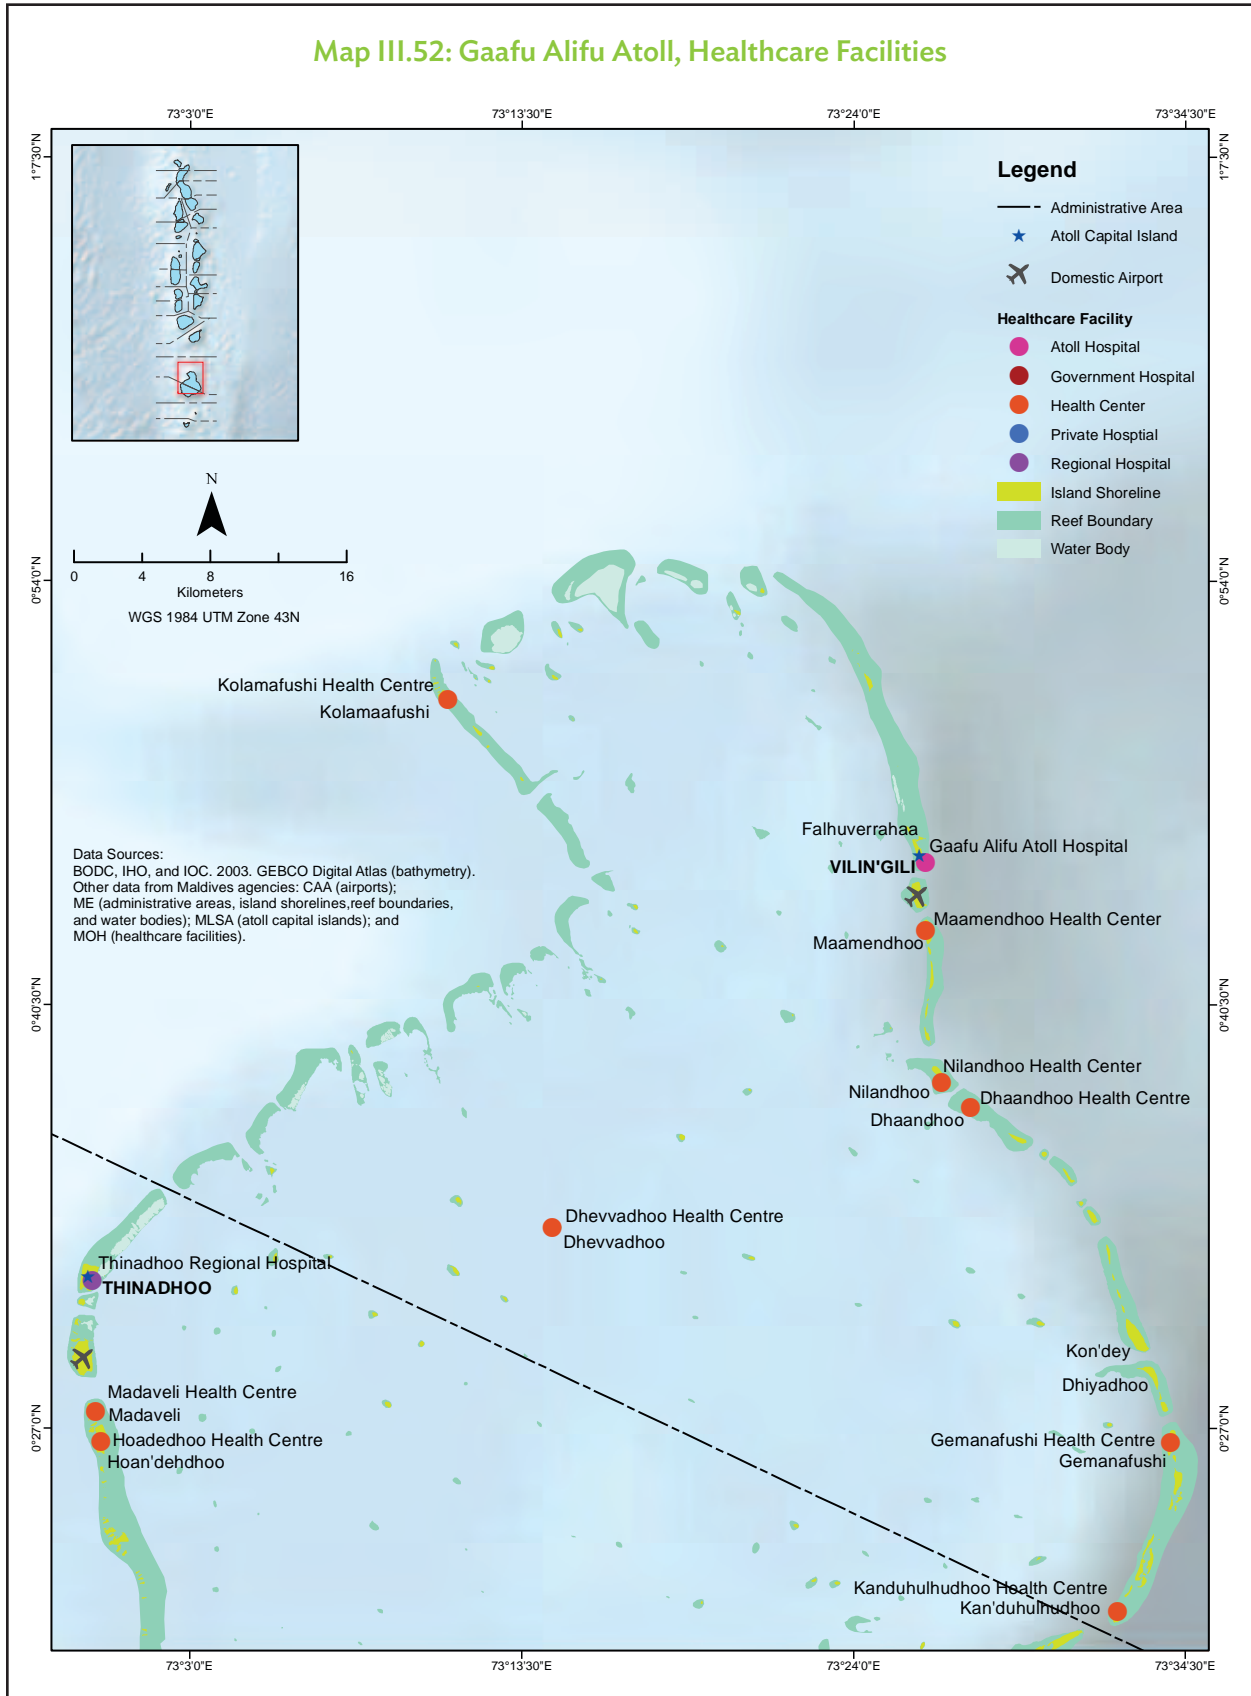 Map III.52: Gaafu Alifu Atoll, Healthcare Facilities
73°3'0"E
73°13'30"E
73°24'0"E
73°34'30"E
1°7'30"N
1°7'30"N
Legend
Administrative Area
Atoll Capital Island
Domestic Airport
Healthcare Facility
Atoll Hospital
Government Hospital
Health Center
Private Hosptial
Regional Hospital
Island Shoreline
Reef Boundary
Water Body
N
0 4 8 16
Kilometers
WGS 1984 UTM Zone 43N
0°54'0"N
0°54'0"N
Kolamafushi Health Centre
Kolamaafushi
Falhuverrahaa
Gaafu Alifu Atoll Hospital
VILIN'GILI
Data Sources:
BODC, IHO, and IOC. 2003. GEBCO Digital Atlas (bathymetry).
Other data from Maldives agencies: CAA (airports);
ME (administrative areas, island shorelines,reef boundaries,
and water bodies); MLSA (atoll capital islands); and
MOH (healthcare facilities).
Maamendhoo Health Center
Maamendhoo
0°40'30"N
0°40'30"N
Nilandhoo Health Center
Nilandhoo
Dhaandhoo Health Centre
Dhaandhoo
Dhevvadhoo Health Centre
Dhevvadhoo
Thinadhoo Regional Hospital
THINADHOO
Kon'dey
Dhiyadhoo
Madaveli Health Centre
Madaveli
0°27'0"N
0°27'0"N
Hoadedhoo Health Centre
Hoan'dehdhoo
Gemanafushi Health Centre
Gemanafushi
Kanduhulhudhoo Health Centre
Kan'duhulhudhoo
73°3'0"E
73°13'30"E
73°24'0"E
73°34'30"E